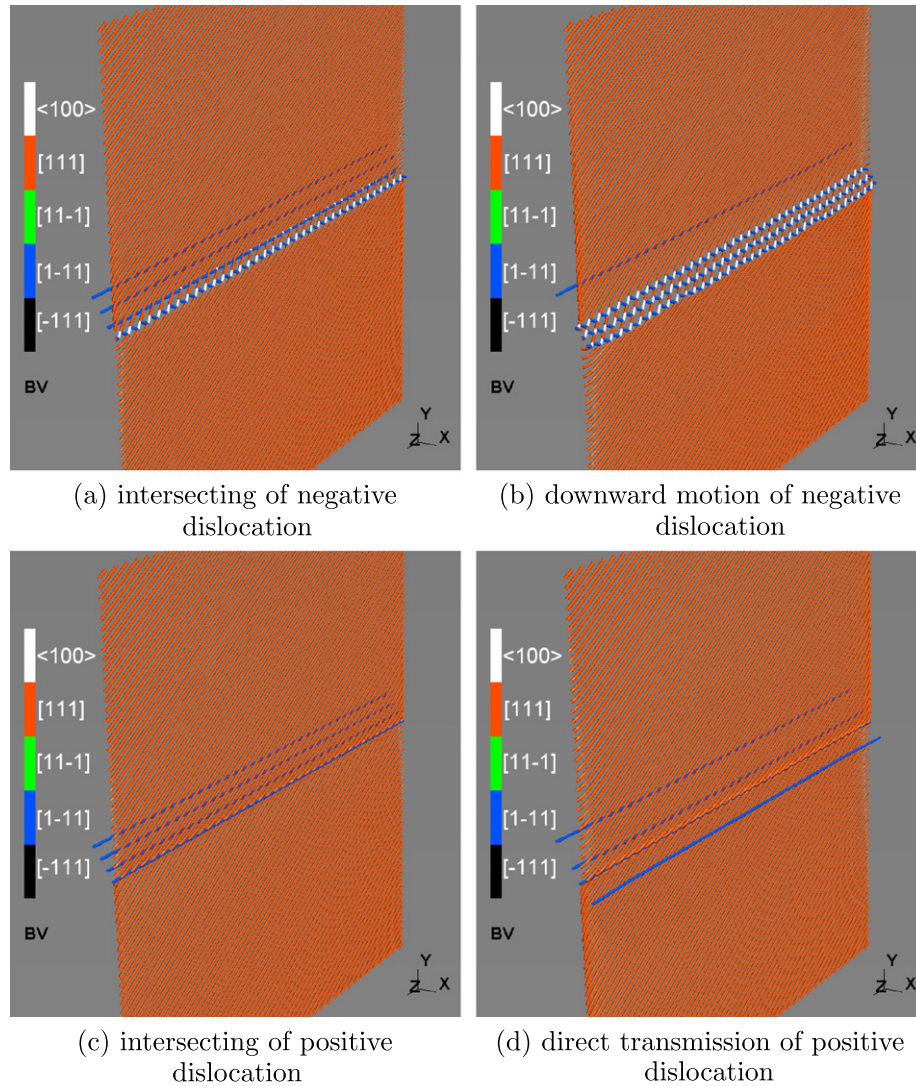 <100>
[111]
[11-1]
[1-11]
[-111]
BV
Y
Z X
<100>
[111]
[11-1]
[1-11]
[-111]
BV
Y
Z X
(a) intersecting of negative
dislocation
(b) downward motion of negative
dislocation
<100>
[111]
[11-1]
[1-11]
[-111]
BV
Y
Z X
<100>
[111]
[11-1]
[1-11]
[-111]
BV
Y
Z X
(c) intersecting of positive
dislocation
(d) direct transmission of positive
dislocation